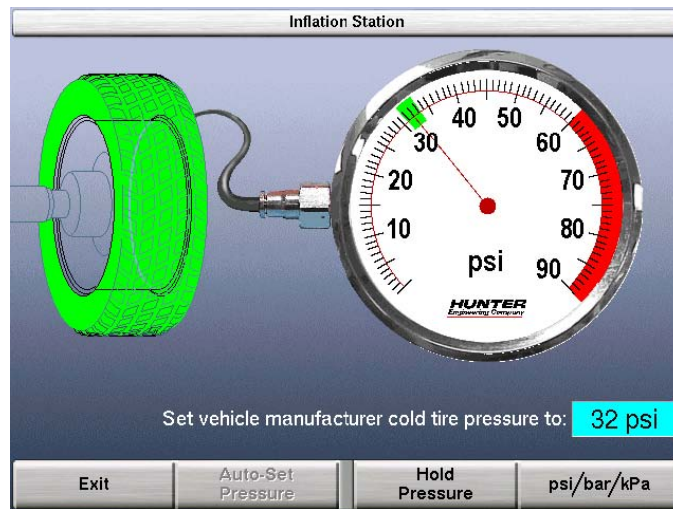 Inflation Station
40 50
30 60
20 70
10 80
psi
90
HUNTER
Engineering Company
Set vehicle manufacturer cold tire pressure to: 32 psi
Exit
Auto-Set
Pressure
Hold
Pressure
psi/bar/kPa